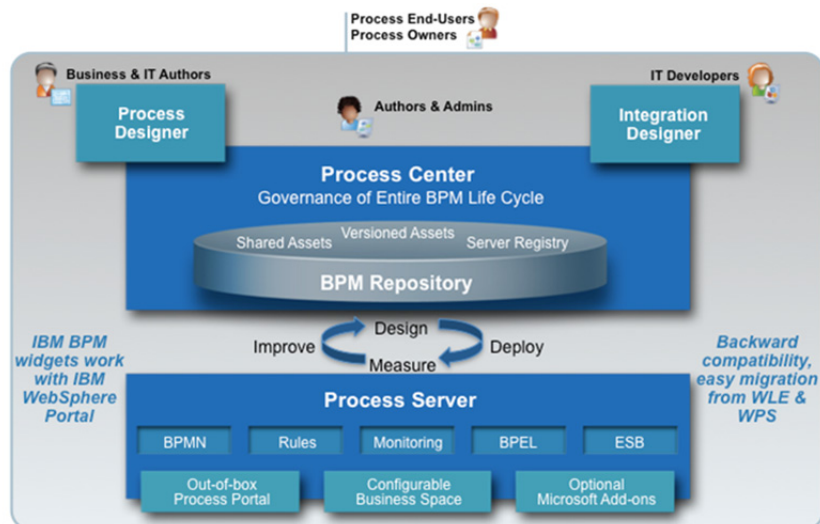 Process End-Users
Process Owners
Business & IT Authors
IT Developers
Authors & Admins
Process
Designer
Integration
Designer
Process Center
Governance of Entire BPM Life Cycle
Shared Assets
Versioned Assets
Server Registry
BPM Repository
Design
Improve
Deploy
Measure
IBM BPM
widgets work
with IBM
WebSphere
Portal
Backward
compatibility,
easy migration
from WLE &
WPS
Process Server
BPMN
Rules
Monitoring
BPEL
ESB
Out-of-box
Process Portal
Configurable
Business Space
Optional
Microsoft Add-ons